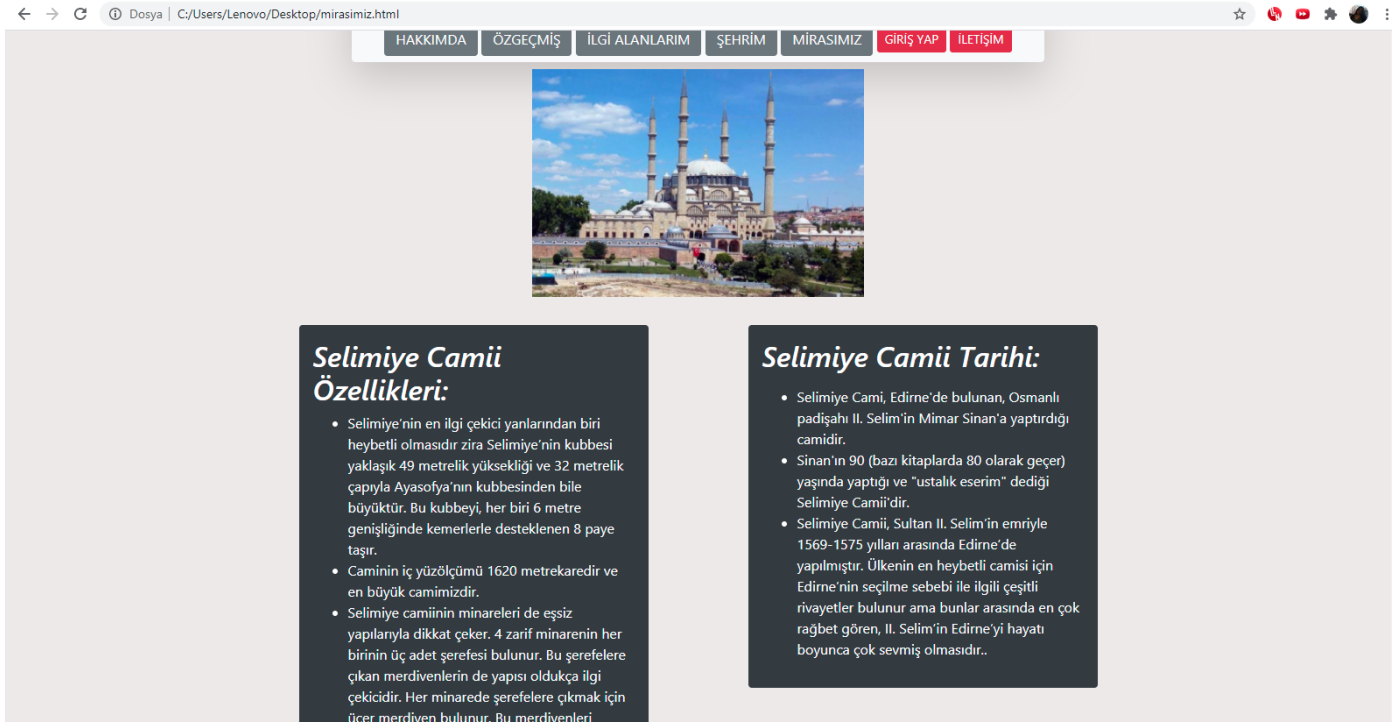 Dosya | C:/Users/Lenovo/Desktop/mirasimiz.html
HAKKIMDA ÖZGEÇMİŞ İLGİ ALANLARIM ŞEHRİM MİRASIMIZ GİRİŞ YAP İLETİŞİM
Selimiye Camii
Özellikleri:
Selimiye’nin en ilgi çekici yanlarından biri
heybetli olmasıdır zira Selimiye’nin kubbesi
yaklaşık 49 metrelik yüksekliği ve 32 metrelik
çapıyla Ayasofya’nın kubbesinden bile
büyüktür. Bu kubbeyi, her biri 6 metre
genişliğinde kemerlerle desteklenen 8 paye
taşır.
Caminin iç yüzölçümü 1620 metrekaredir ve
en büyük camimizdir.
Selimiye camiinin minareleri de eşsiz
yapılarıyla dikkat çeker. 4 zarif minarenin her
birinin üç adet şerefesi bulunur. Bu şerefelere
çıkan merdivenlerin de yapısı oldukça ilgi
çekicidir. Her minarede şerefelere çıkmak için
üçer merdiven bulunur. Bu merdivenleri
Selimiye Camii Tarihi:
Selimiye Cami, Edirne'de bulunan, Osmanlı
padişahı II. Selim'in Mimar Sinan'a yaptırdığı
camidir.
Sinan'ın 90 (bazı kitaplarda 80 olarak geçer)
yaşında yaptığı ve "ustalık eserim" dediği
Selimiye Camii'dir.
Selimiye Camii, Sultan II. Selim’in emriyle
1569-1575 yılları arasında Edirne’de
yapılmıştır. Ülkenin en heybetli camisi için
Edirne’nin seçilme sebebi ile ilgili çeşitli
rivayetler bulunur ama bunlar arasında en çok
rağbet gören, II. Selim’in Edirne’yi hayatı
boyunca çok sevmiş olmasıdır..